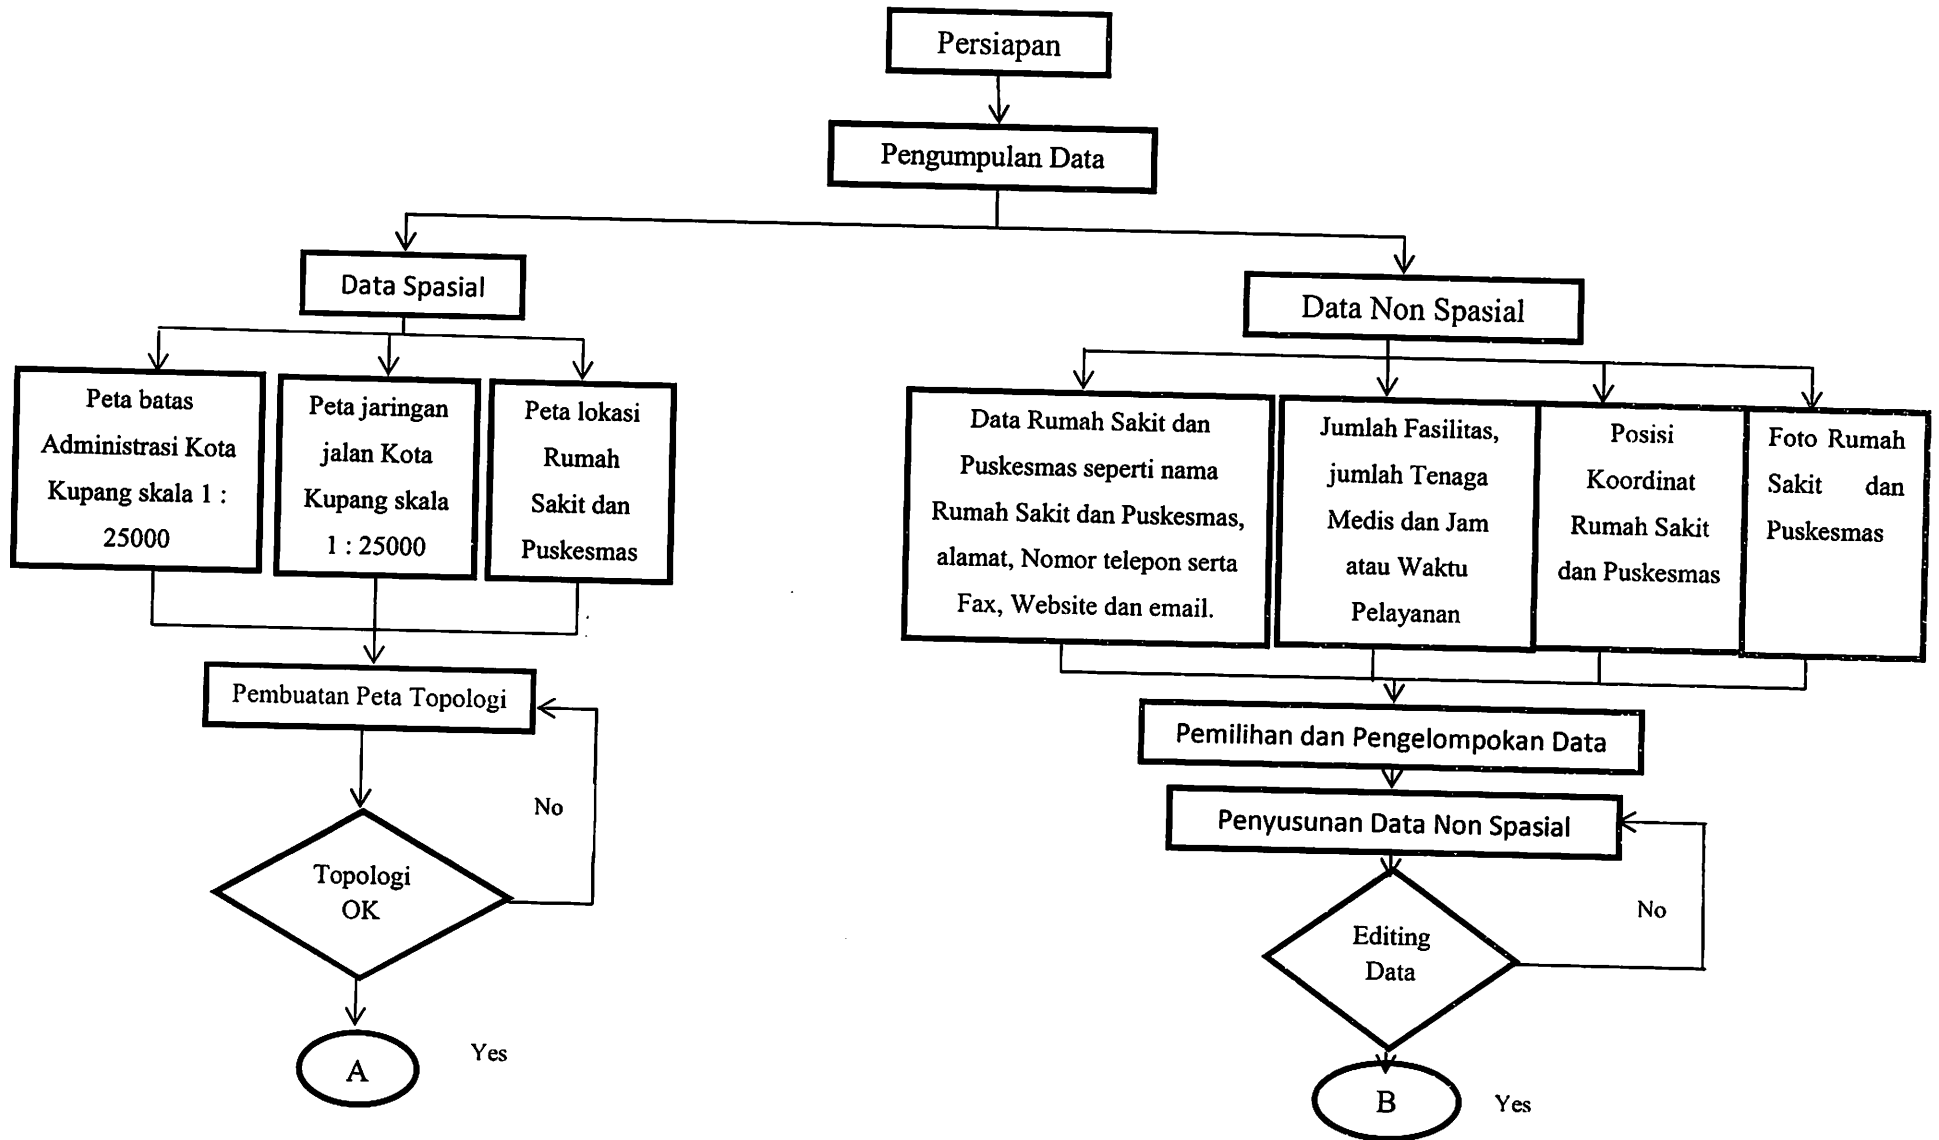 Persiapan
Pengumpulan Data
Data Spasial
Data Non Spasial
Peta batas
Administrasi Kota
Kupang skala 1 :
25000
Peta jaringan
jalan Kota
Kupang skala
1 : 25000
Peta lokasi
Rumah
Sakit dan
Puskesmas
Data Rumah Sakit dan
Puskesmas seperti nama
Rumah Sakit dan Puskesmas,
alamat, Nomor telepon serta
Fax, Website dan email.
Jumlah Fasilitas,
jumlah Tenaga
Medis dan Jam
atau Waktu
Pelayanan
Posisi
Koordinat
Rumah Sakit
dan Puskesmas
Foto Rumah
Sakit dan
Puskesmas
Pembuatan Peta Topologi
No
Topologi
OK
A
Yes
Pemilihan dan Pengelompokan Data
Penyusunan Data Non Spasial
No
Editing
Data
B
Yes